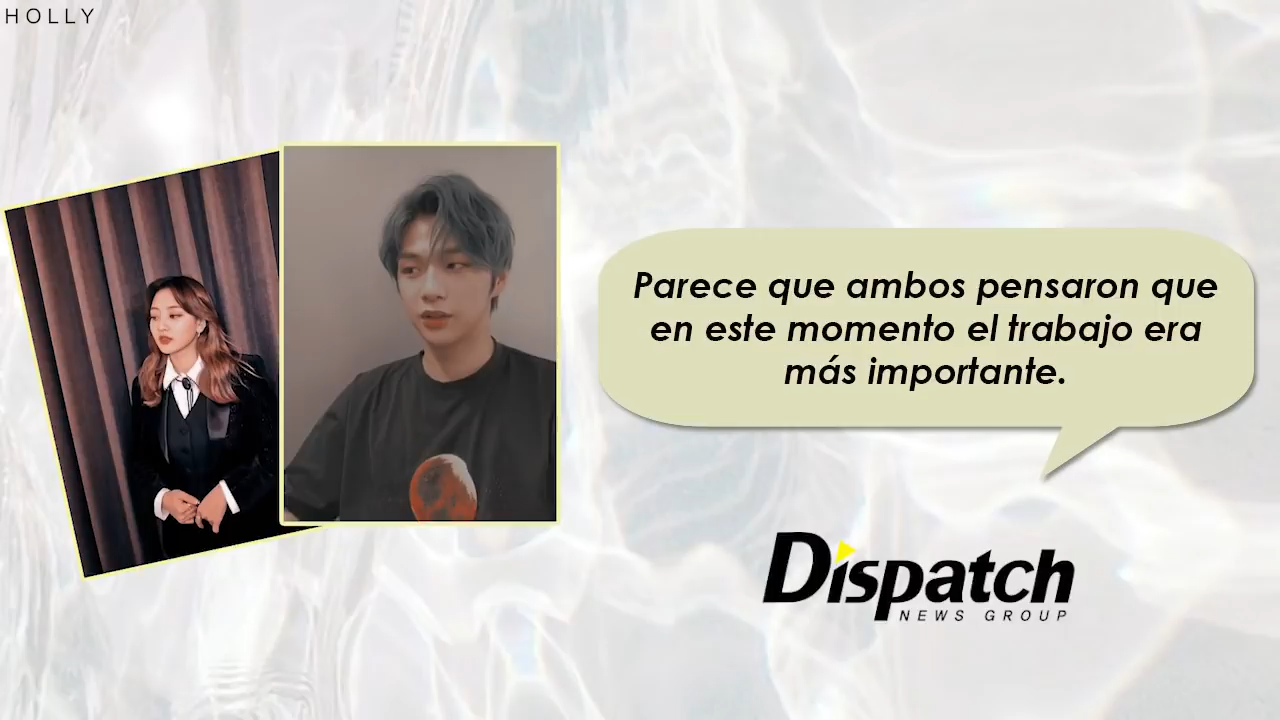 HOLLY
Parece que ambos pensaron que
en este momento el trabajo era
más importante.
Dispatch
NEWS GROUP